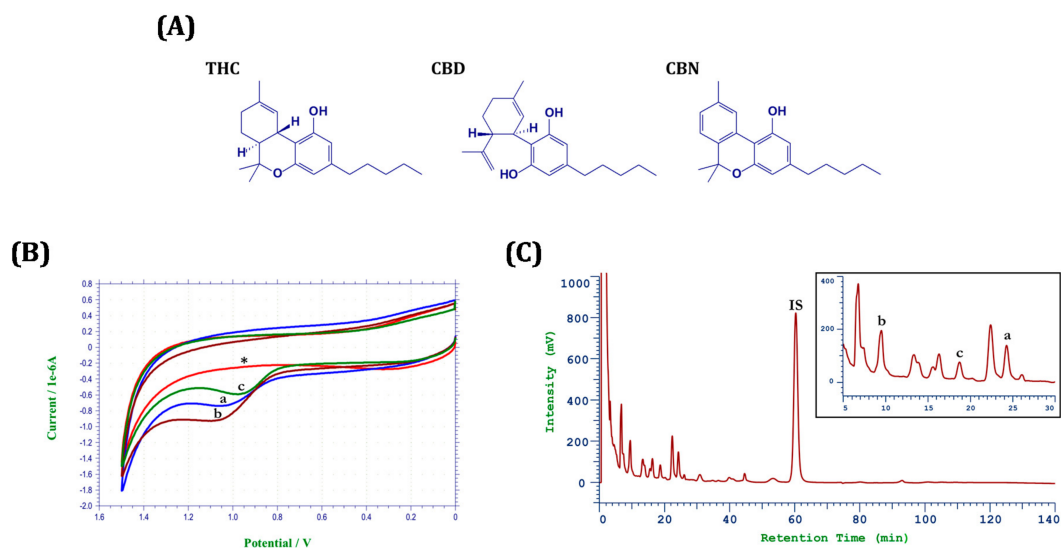 (A)
THC
CBD
CBN
OH
H
H
O
OH
H
H
HO
OH
O
(B)
Current / 1e-6A
0.8
0.6
0.4
0.2
0
-0.2
-0.4
-0.6
-0.8
-1.0
-1.2
-1.4
-1.6
-1.8
-2.0
*
c
a
b
1.6 1.4 1.2 1.0 0.8 0.6 0.4 0.2 0
Potential / V
(C)
Intensity (mV)
1000
800
600
400
200
0
IS
0 20 40 60 80 100 120 140
Retention Time (min)
400
200
0
b
c
a
5 10 15 20 25 30